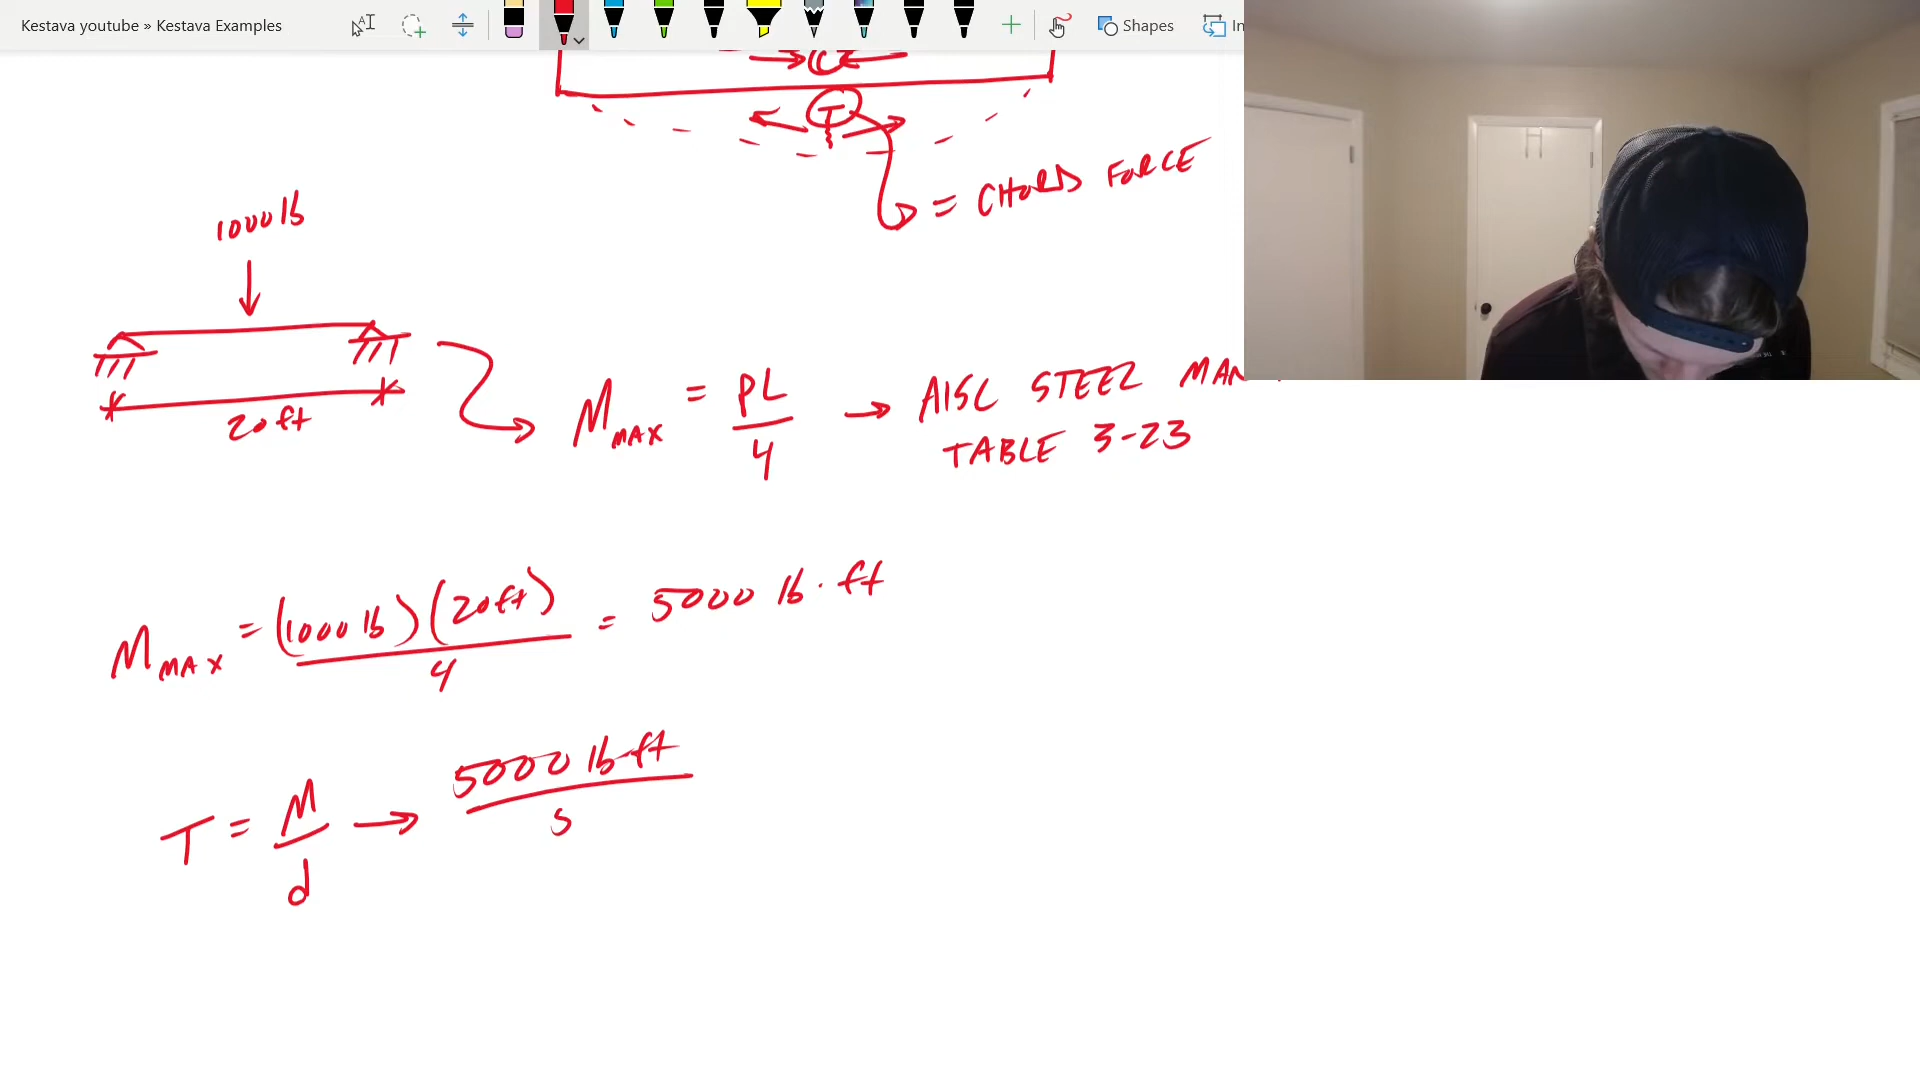 Kestava youtube » Kestava Examples
Shapes
In
C
T
= CHORD FORCE
1000 lb
20 ft
M MAX = PL / 4 → AISC STEEL MAN
TABLE 3-23
M MAX = (1000 lb)(20 ft) / 4 = 5000 lb·ft
T = M / d → 5000 lb-ft / 5